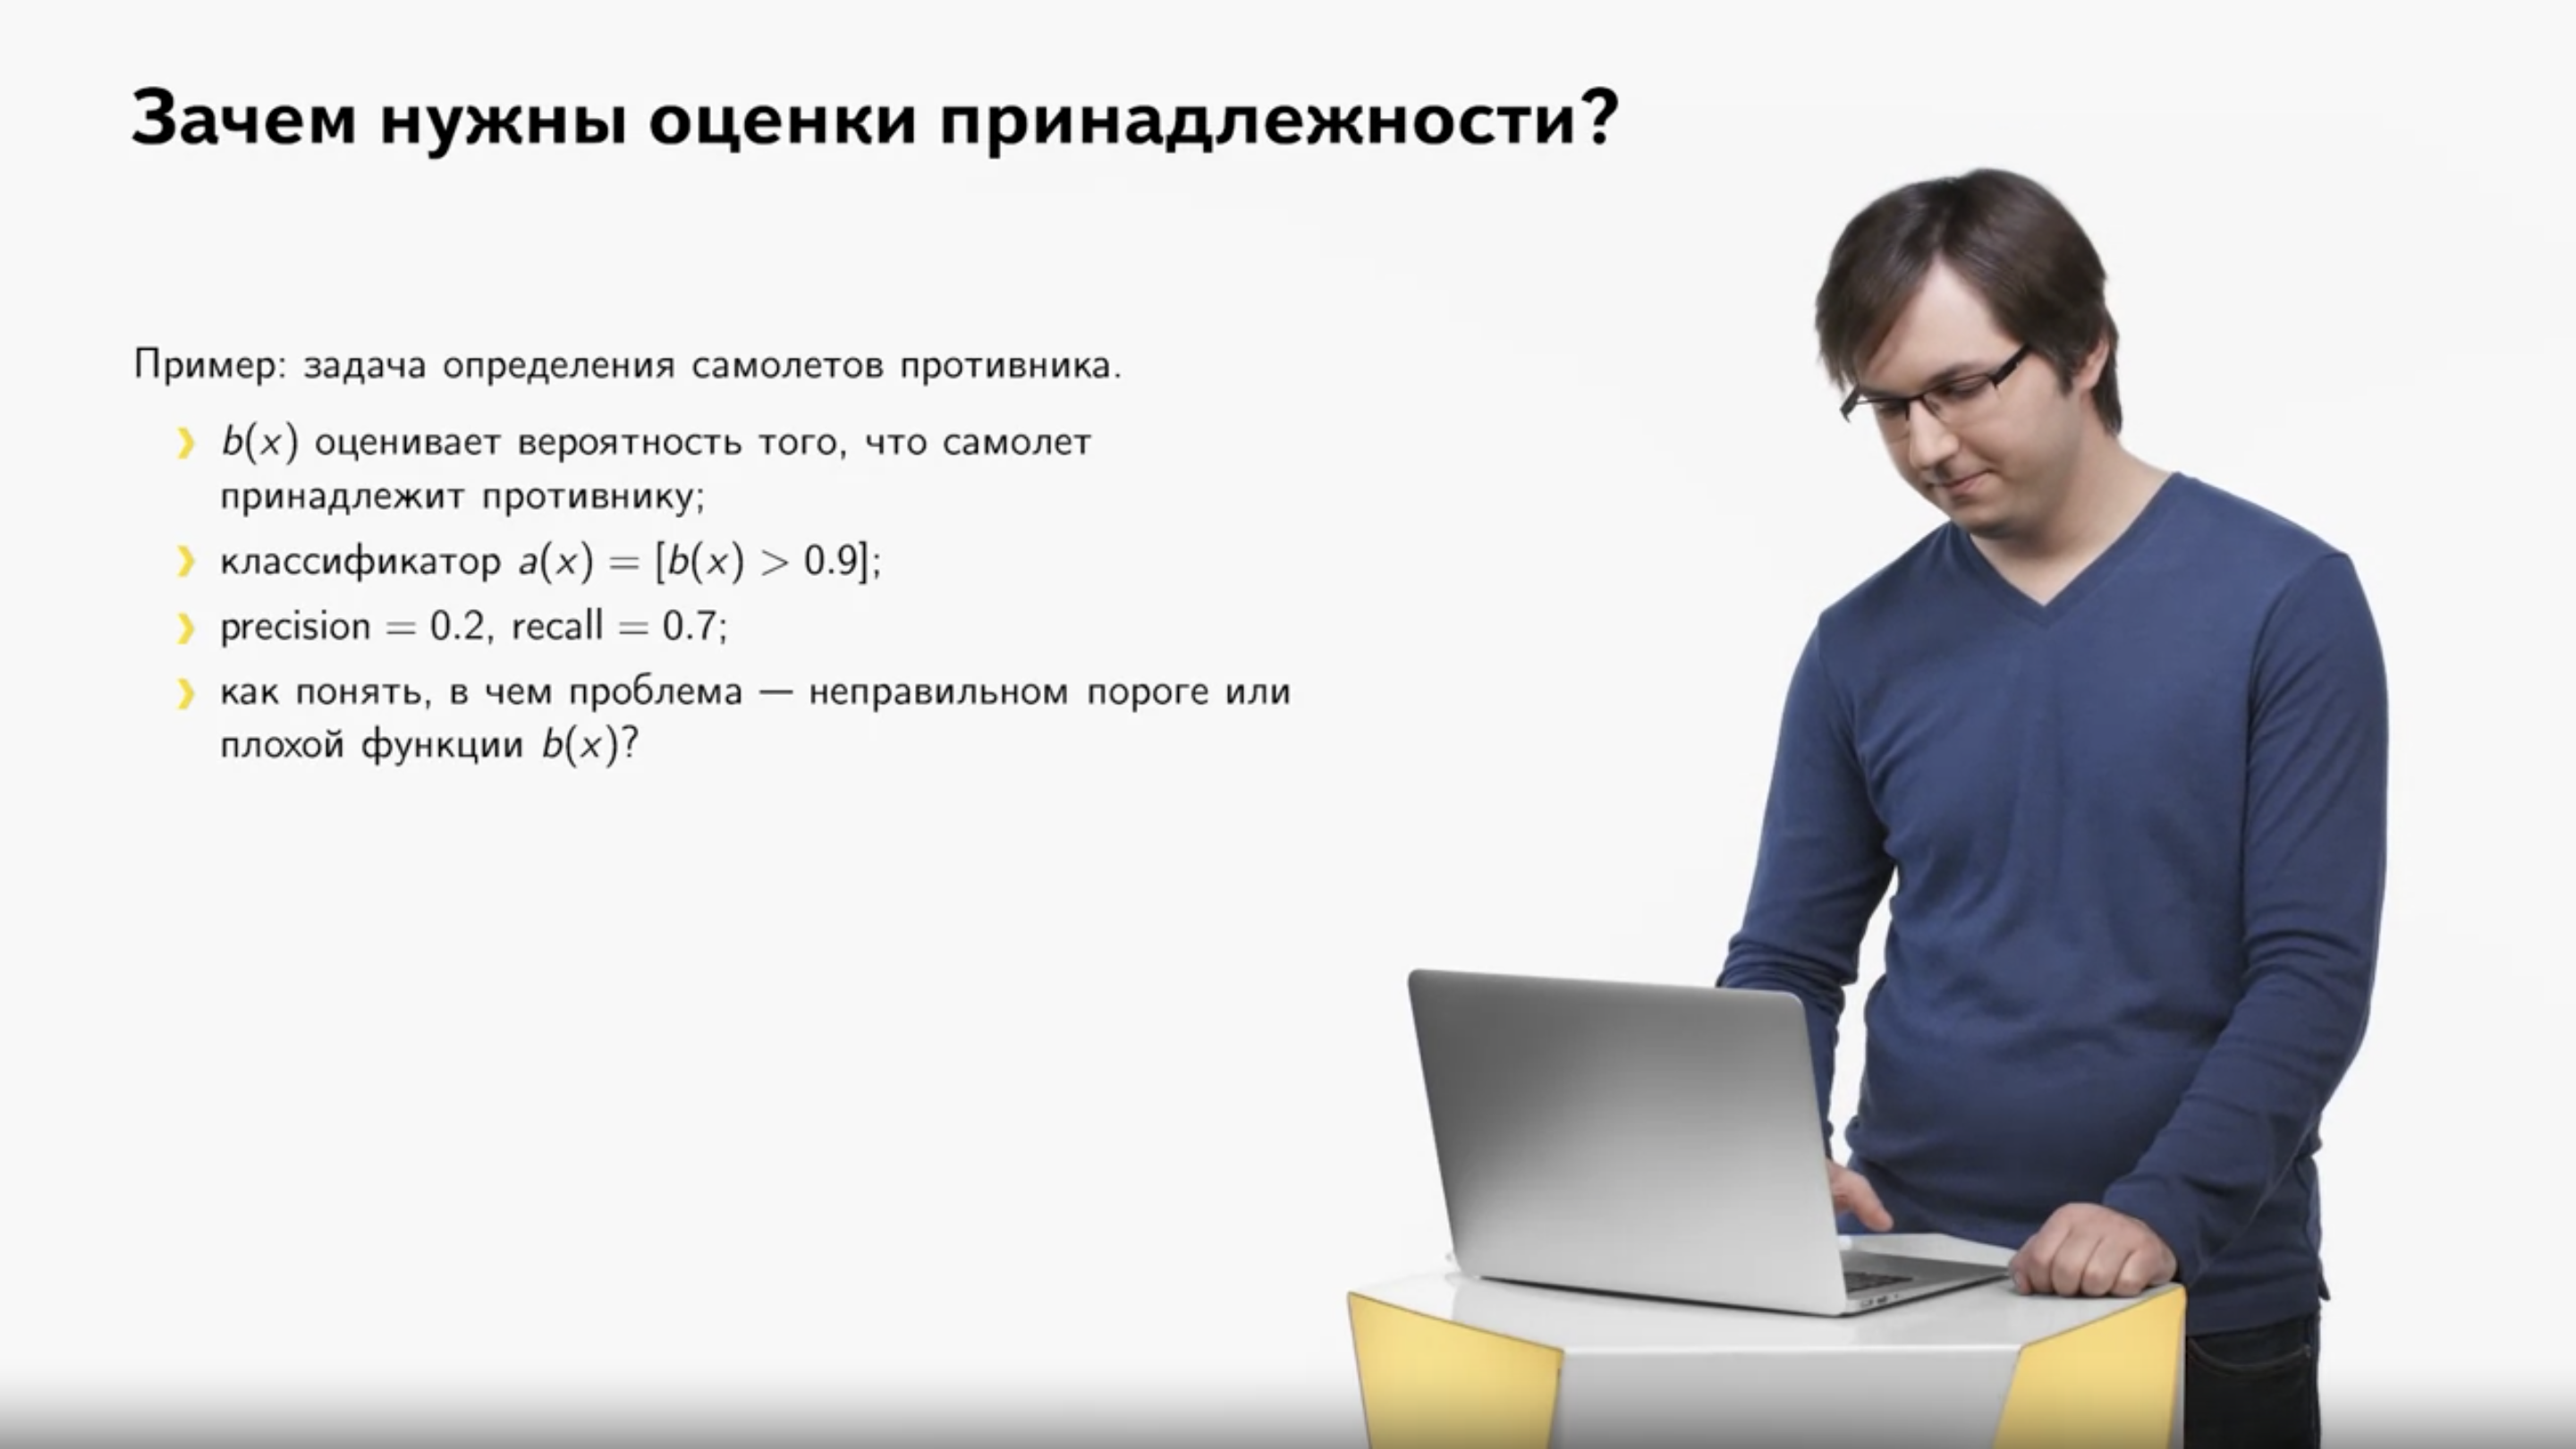 Зачем нужны оценки принадлежности?
Пример: задача определения самолетов противника.
b(x) оценивает вероятность того, что самолет
принадлежит противнику;
классификатор a(x) = [b(x) > 0.9];
precision = 0.2, recall = 0.7;
как понять, в чем проблема — неправильном пороге или
плохой функции b(x)?